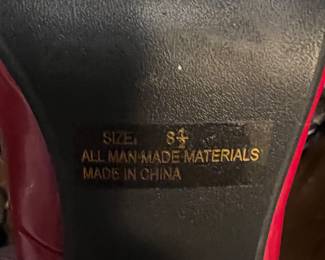 SIZE: 8½
ALL MAN-MADE MATERIALS
MADE IN CHINA